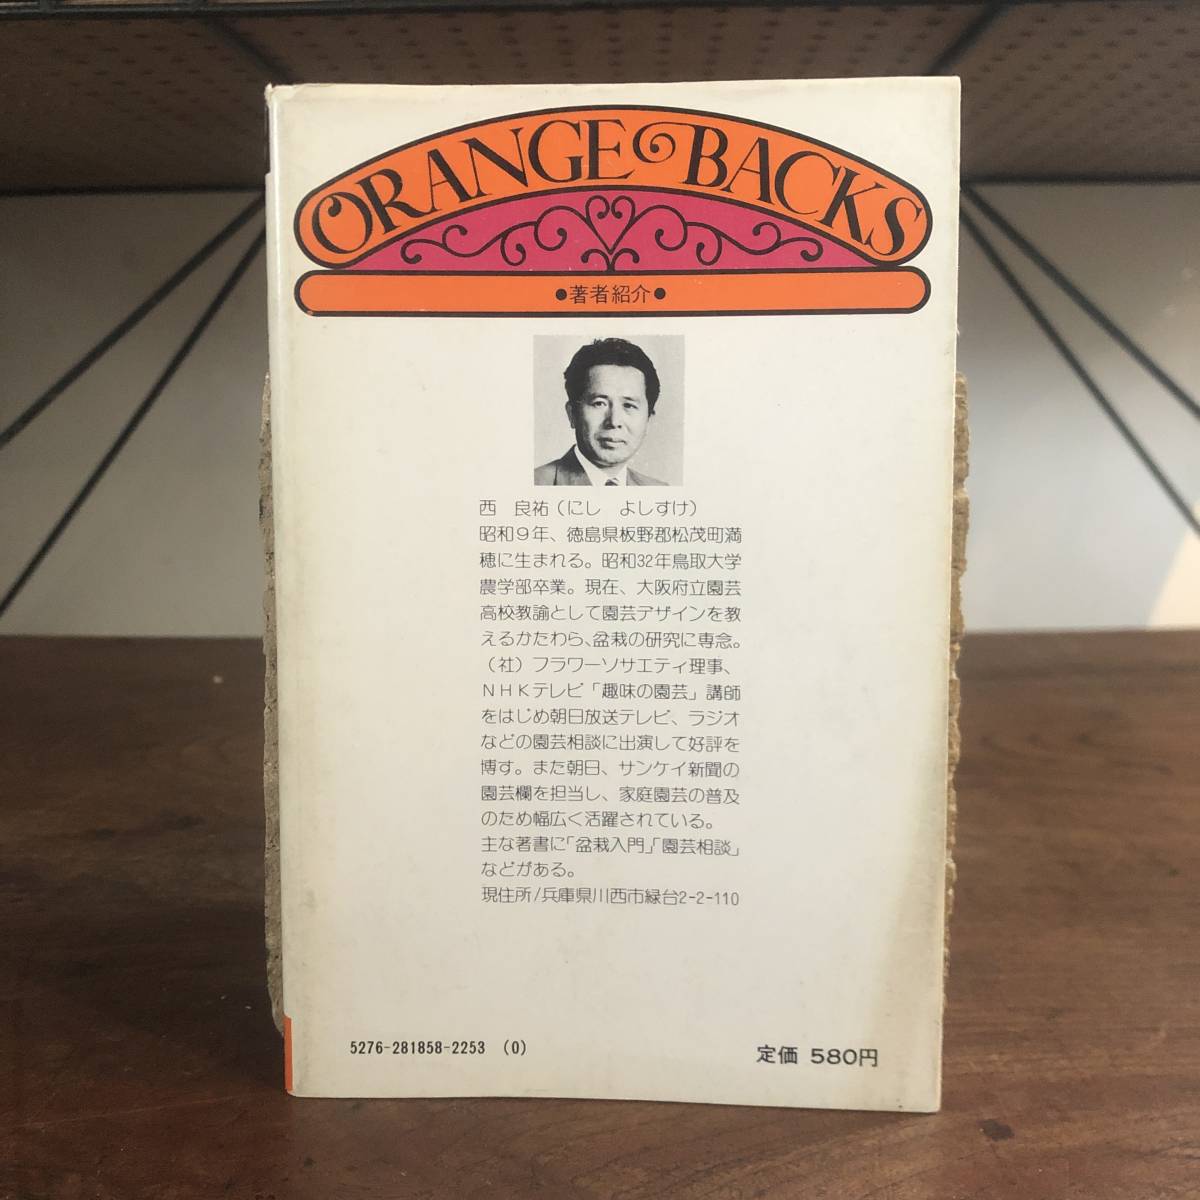 ORANGE BACKS
●著者紹介●
西　良祐（にし　よしすけ）
昭和９年、徳島県板野郡松茂町満
穂に生まれる。昭和32年鳥取大学
農学部卒業。現在、大阪府立園芸
高校教諭として園芸デザインを教
えるかたわら、盆栽の研究に専念。
（社）フラワーソサエティ理事、
ＮＨＫテレビ「趣味の園芸」講師
をはじめ朝日放送テレビ、ラジオ
などの園芸相談に出演して好評を
博す。また朝日、サンケイ新聞の
園芸欄を担当し、家庭園芸の普及
のため幅広く活躍されている。
主な著書に「盆栽入門」「園芸相談」
などがある。
現住所/兵庫県川西市緑台2-2-110
5276-281858-2253 (0)
定価 580円